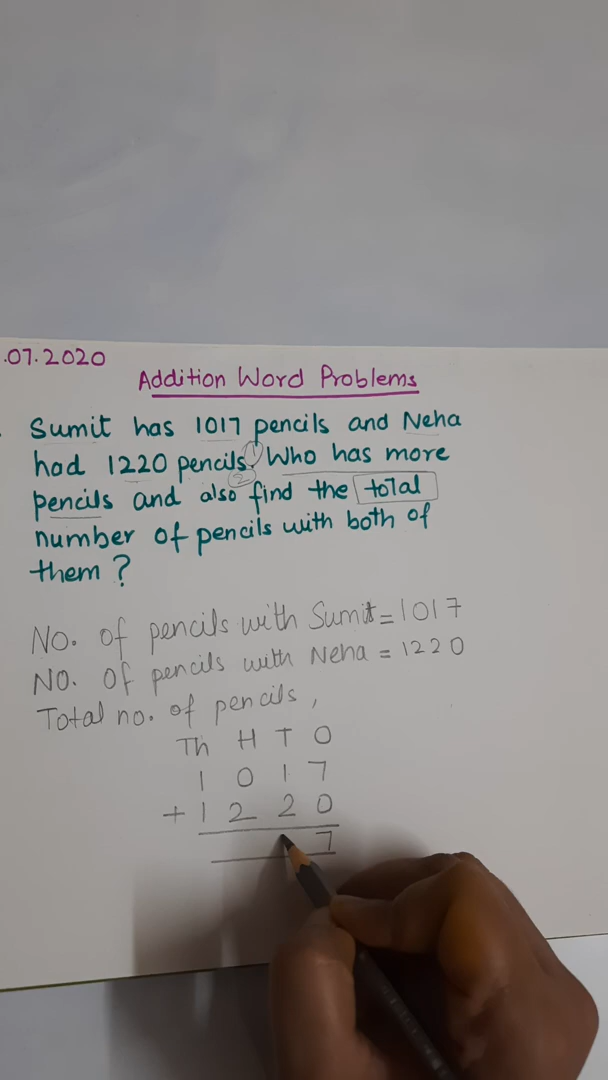 .07.2020
Addition Word Problems
Sumit has 1017 pencils and Neha
had 1220 pencils. Who has more
pencils and also find the total
number of pencils with both of
them ?
1
2
No. of pencils with Sumit = 1017
No. of pencils with Neha = 1220
Total no. of pencils,
Th H T O
1 0 1 7
+ 1 2 2 0
7